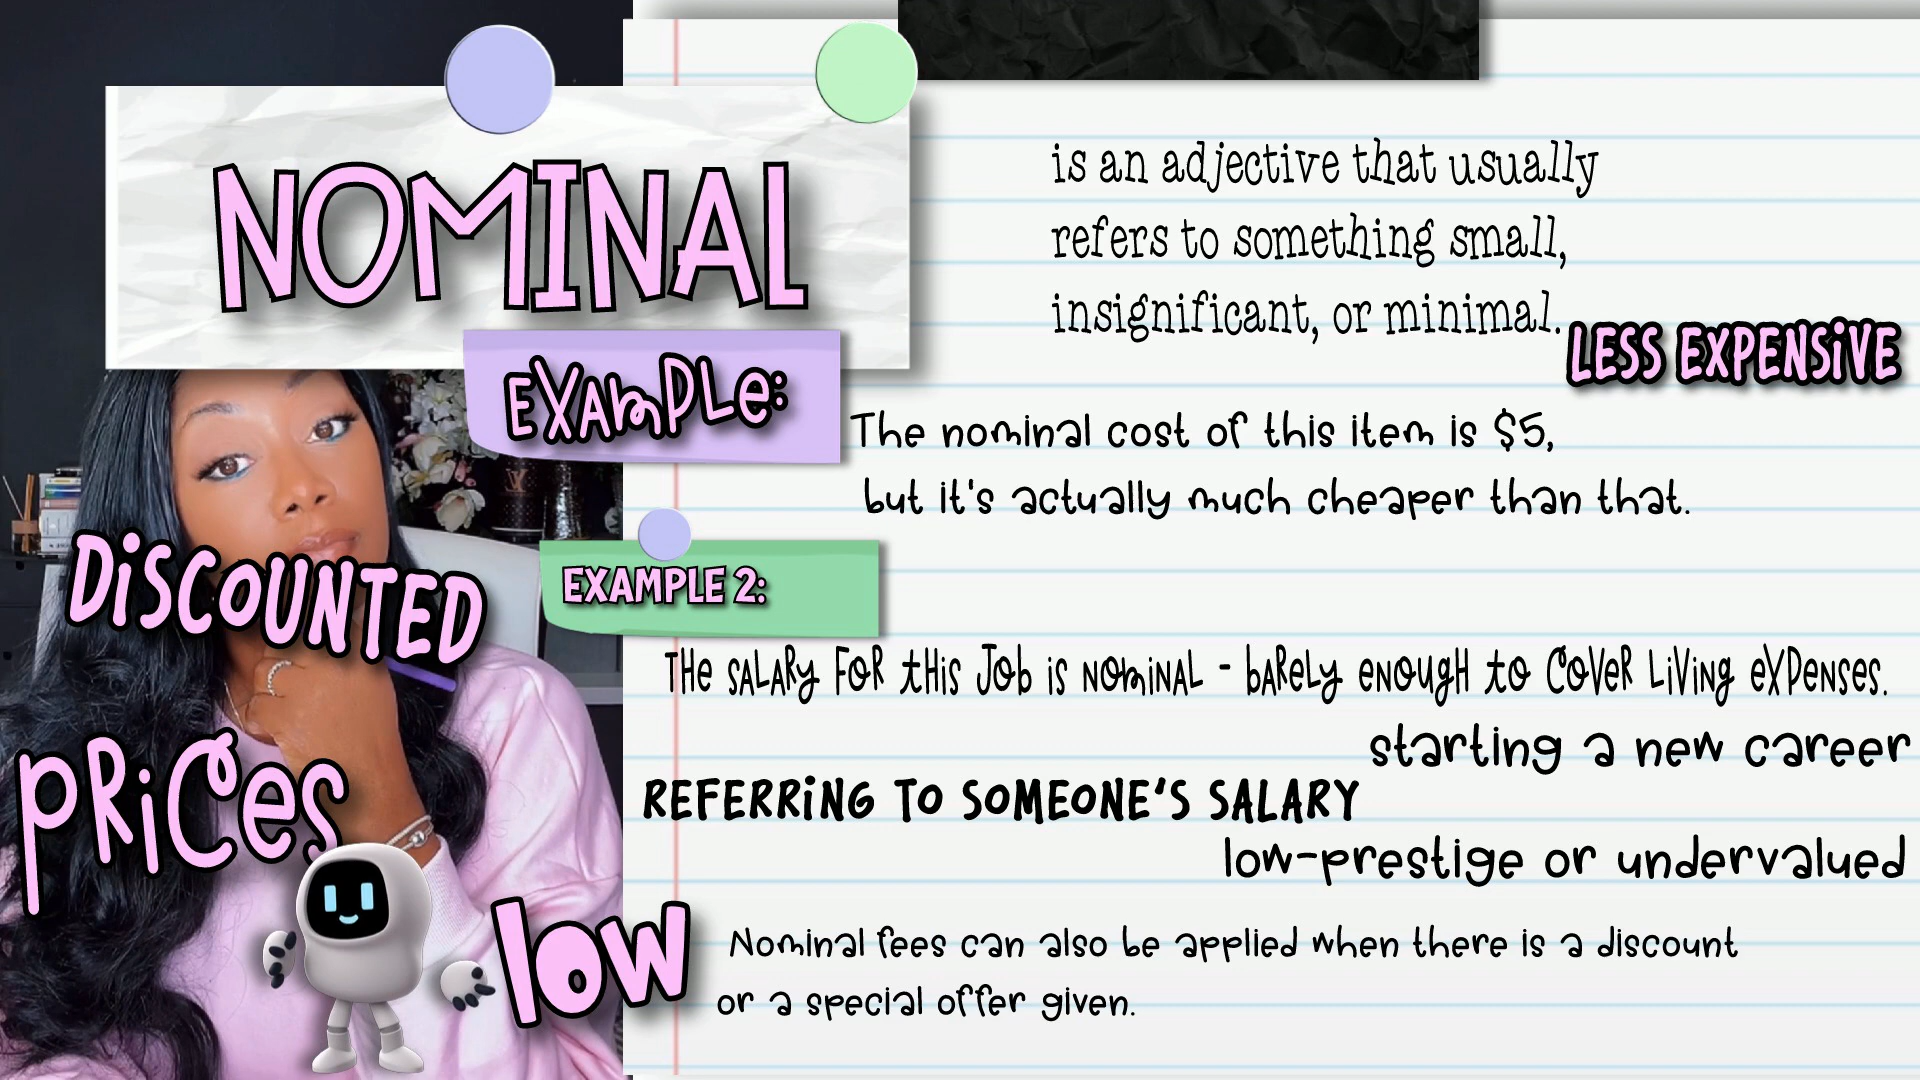 NOMINAL
is an adjective that usually
refers to something small,
insignificant, or minimal.
LESS EXPENSIVE
EXAMPLE:
The nominal cost of this item is $5,
but it's actually much cheaper than that.
EXAMPLE 2:
THE SALARY FOR tHis Job is NOmiNAL - bARELy ENOugH to COVER LiViNg EXPENSES.
starting a new career
REFERRiNG TO SOMEONE'S SALARY
low-prestige or undervalued
Nominal fees can also be applied when there is a discount
or a special offer given.
DiSCOUNTED
PRiCes
low
LV